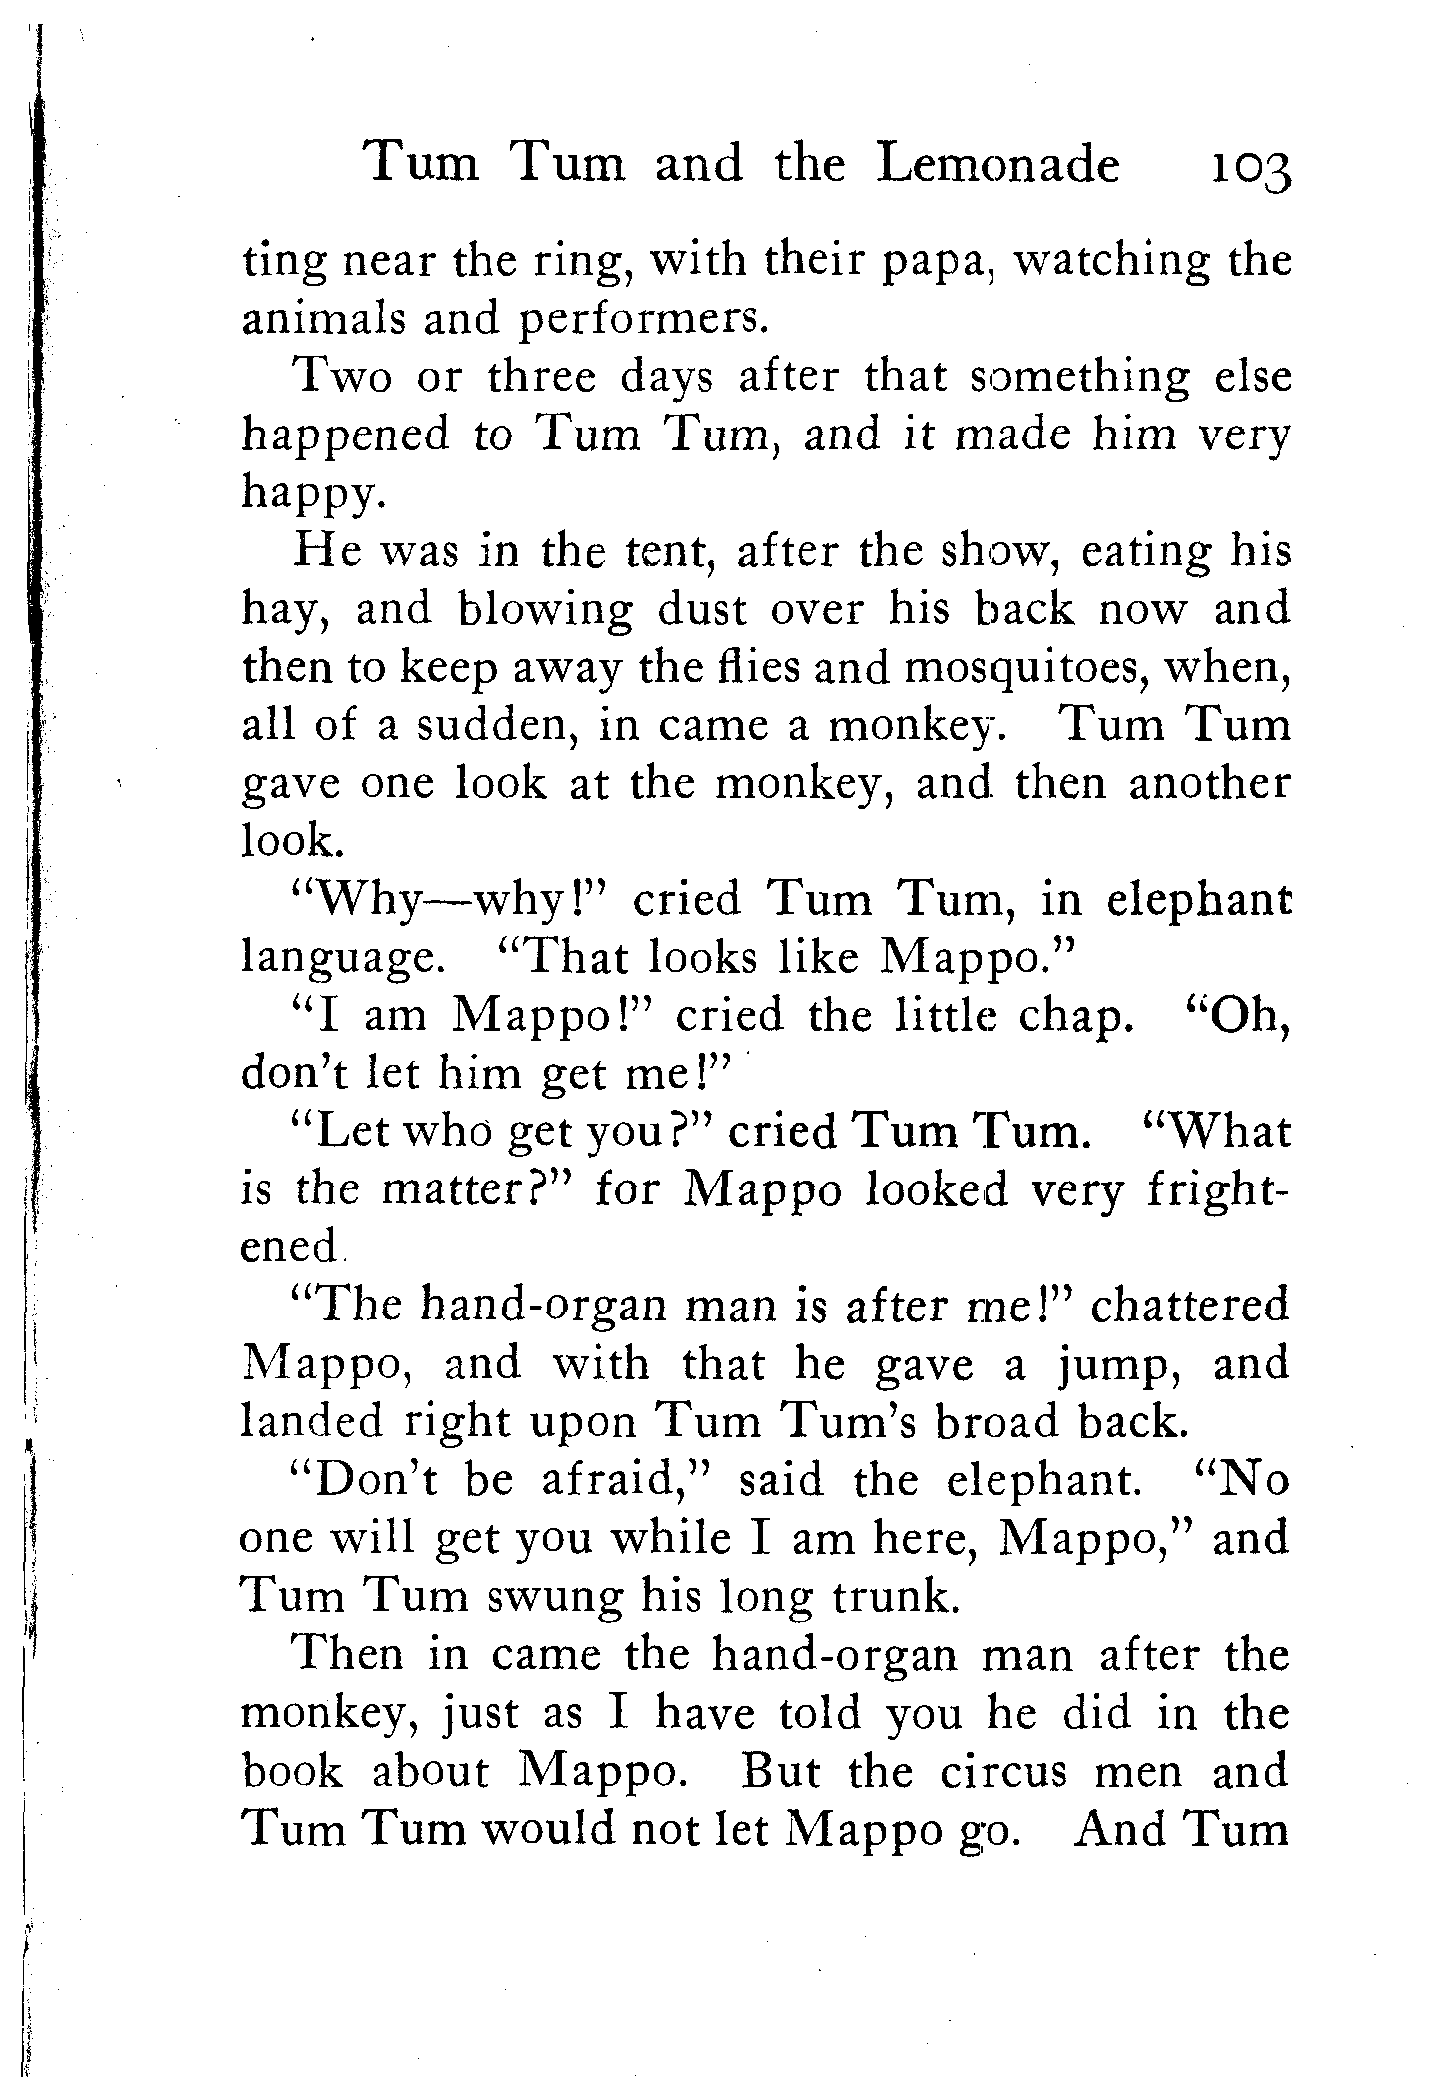 Tum Tum and the Lemonade 103
ting near the ring, with their papa, watching the
animals and performers.
Two or three days after that something else
happened to Tum Tum, and it made him very
happy.
He was in the tent, after the show, eating his
hay, and blowing dust over his back now and
then to keep away the flies and mosquitoes, when,
all of a sudden, in came a monkey. Tum Tum
gave one look at the monkey, and then another
look.
"Why—why!" cried Tum Tum, in elephant
language. "That looks like Mappo."
"I am Mappo!" cried the little chap. "Oh,
don't let him get me!"
"Let who get you?" cried Tum Tum. "What
is the matter?" for Mappo looked very fright-
ened.
"The hand-organ man is after me!" chattered
Mappo, and with that he gave a jump, and
landed right upon Tum Tum's broad back.
"Don't be afraid," said the elephant. "No
one will get you while I am here, Mappo," and
Tum Tum swung his long trunk.
Then in came the hand-organ man after the
monkey, just as I have told you he did in the
book about Mappo. But the circus men and
Tum Tum would not let Mappo go. And Tum